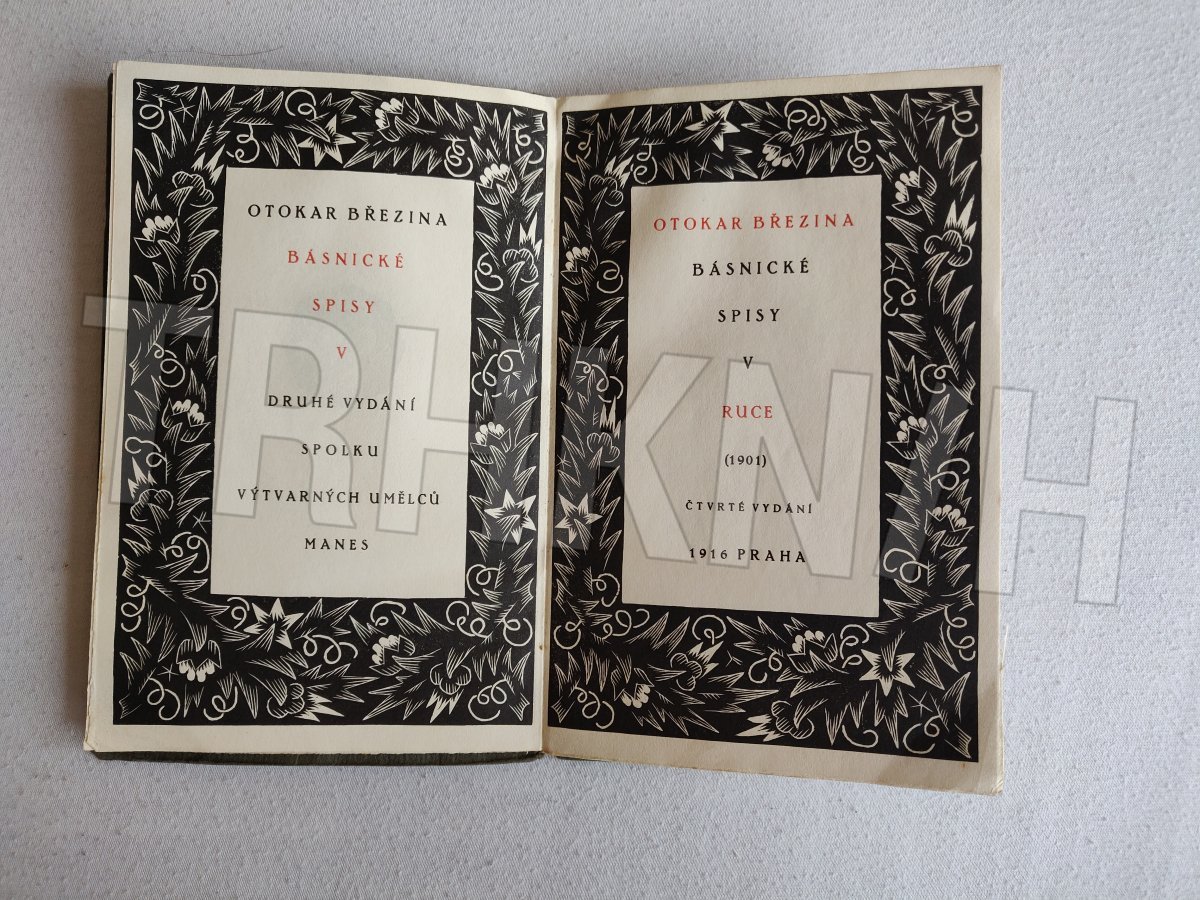 OTOKAR BŘEZINA
BÁSNICKÉ
SPISY
V
DRUHÉ VYDÁNÍ
SPOLKU
VÝTVARNÝCH UMĚLCŮ
MANES
OTOKAR BŘEZINA
BÁSNICKÉ
SPISY
V
RUCE
(1901)
ČTVRTÉ VYDÁNÍ
1916 PRAHA
TRHKNIH